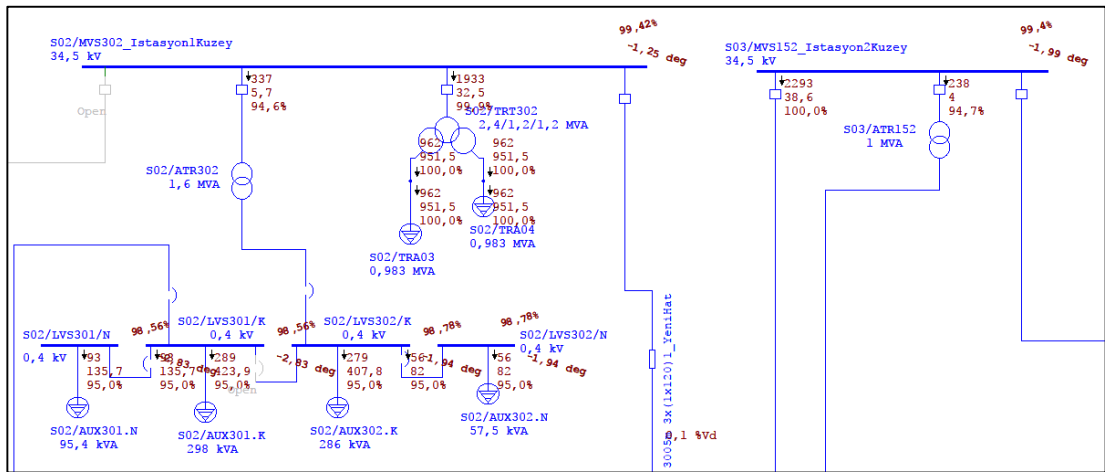 99,42%
-1,25 deg
S02/MVS302_Istasyon1Kuzey
34,5 kV
337
5,7
94,6%
1933
32,5
99,9%
Open
S02/TRT302
2,4/1,2/1,2 MVA
962
951,5
100,0%
962
951,5
100,0%
S02/ATR302
1,6 MVA
962
951,5
100,0%
962
951,5
100,0%
S02/TRA04
0,983 MVA
S02/TRA03
0,983 MVA
99,4%
-1,99 deg
S03/MVS152_Istasyon2Kuzey
34,5 kV
2293
38,6
100,0%
238
4
94,7%
S03/ATR152
1 MVA
S02/LVS301/N
0,4 kV
98,56%
S02/LVS301/K
0,4 kV
98,56%
S02/LVS302/K
0,4 kV
98,78%
98,78%
S02/LVS302/N
0,4 kV
93
135,7
95,0%
93
135,7
95,0%
-2,83 deg
289
423,9
95,0%
Open
-2,83 deg
279
407,8
95,0%
56
82
95,0%
-1,94 deg
56
82
95,0%
-1,94 deg
S02/AUX301.N
95,4 kVA
S02/AUX301.K
298 kVA
S02/AUX302.K
286 kVA
S02/AUX302.N
57,5 kVA
3x(1x120)1_YeniHat
0,1 %Vd